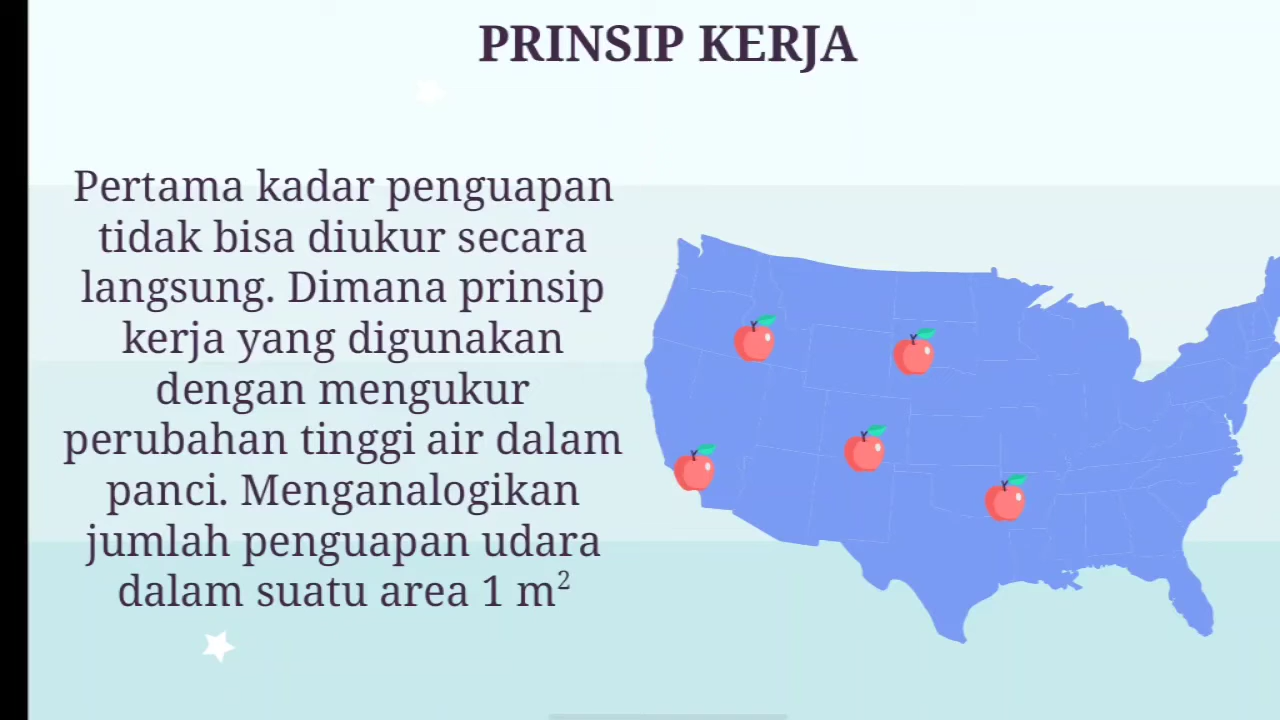 PRINSIP KERJA
Pertama kadar penguapan
tidak bisa diukur secara
langsung. Dimana prinsip
kerja yang digunakan
dengan mengukur
perubahan tinggi air dalam
panci. Menganalogikan
jumlah penguapan udara
dalam suatu area 1 m²